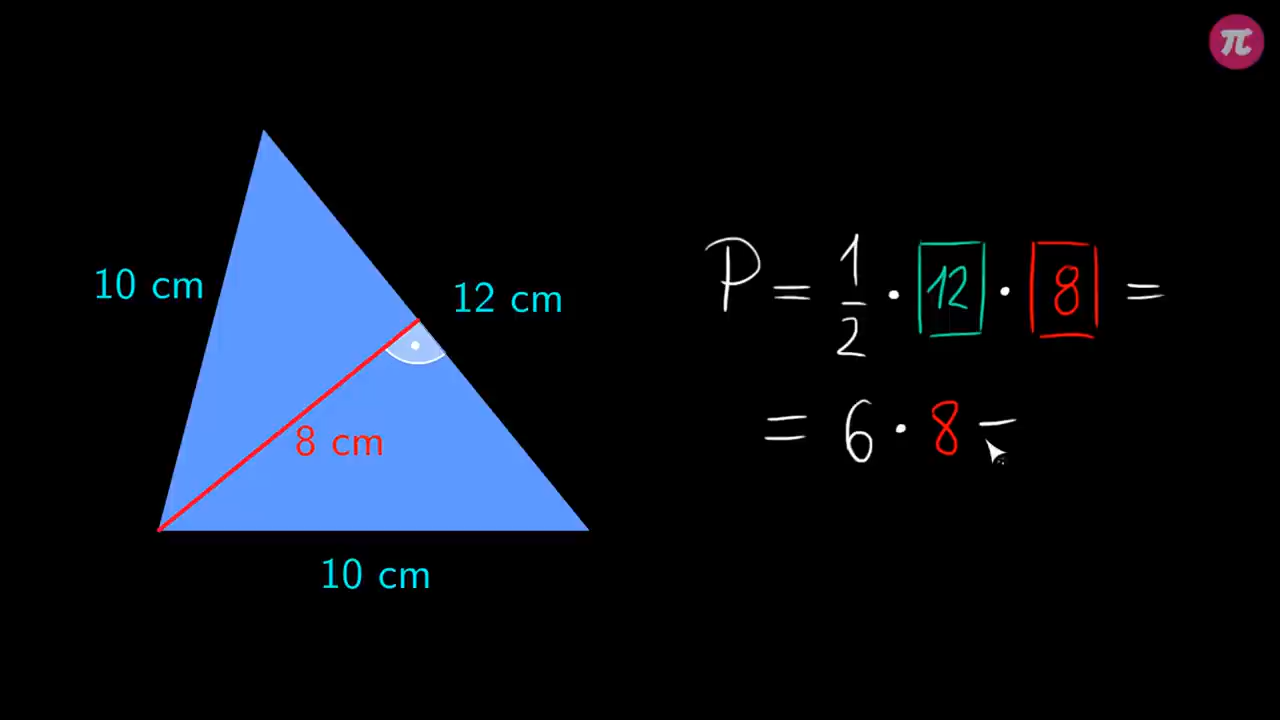 π
10 cm
12 cm
8 cm
10 cm
P = 1/2 · 12 · 8 =
= 6 · 8 –